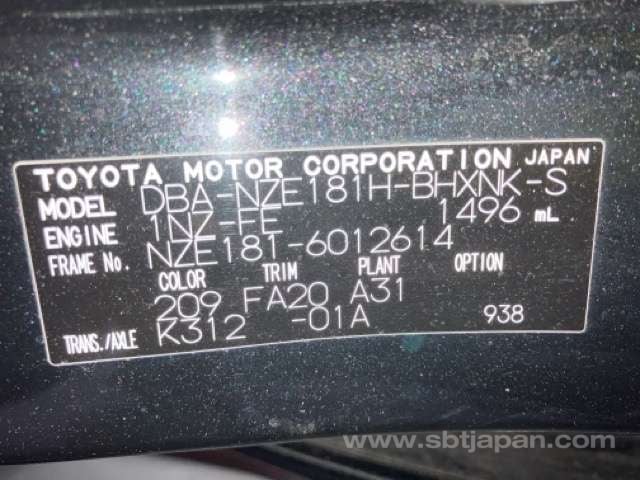 TOYOTA MOTOR CORPORATION JAPAN
MODEL DBA-NZE181H-BHXNK-S
ENGINE 1NZ-FE 1496 mL
FRAME No. NZE181-6012614
COLOR TRIM PLANT OPTION
209 FA20 A31
TRANS./AXLE K312 -01A 938
www.sbtjapan.com